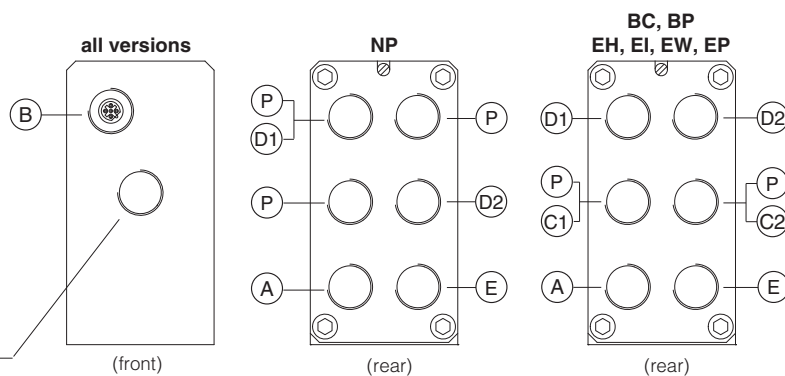 all versions
B
(front)
NP
P
D1
P
P
D2
A
E
(rear)
BC, BP
EH, EI, EW, EP
D1
D2
P
C1
P
C2
A
E
(rear)